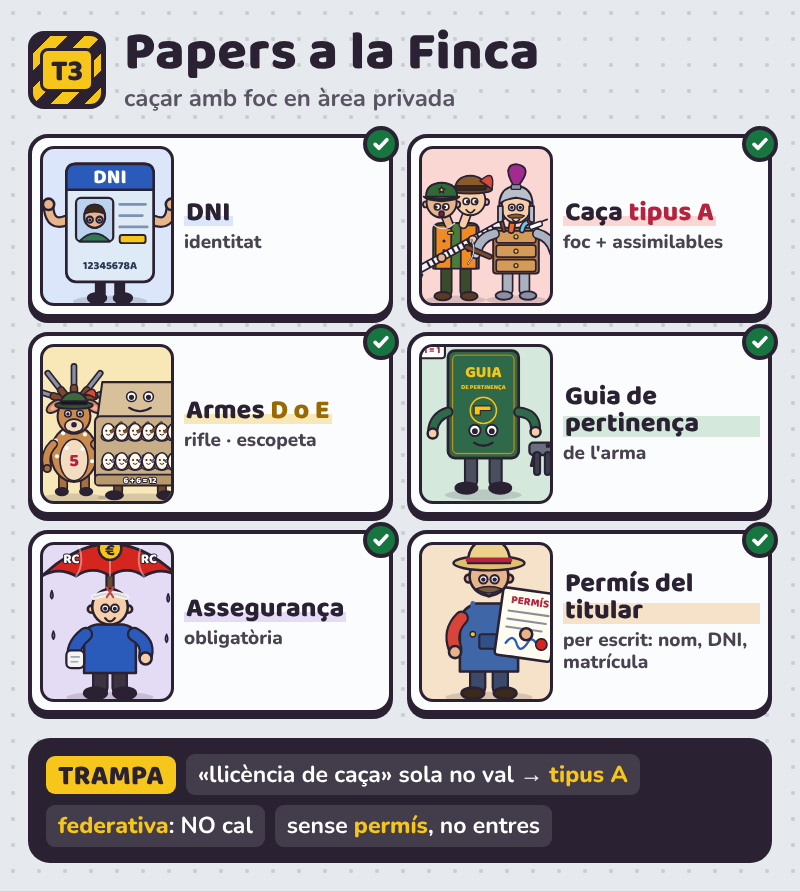 T3
Papers a la Finca
caçar amb foc en àrea privada
DNI
12345678A
DNI
identitat
Caça tipus A
foc + assimilables
5
6+6=12
Armes D o E
rifle · escopeta
GUIA
DE PERTINENÇA
Guia de
pertinença
de l'arma
RC
€
RC
Assegurança
obligatòria
PERMÍS
Permís del
titular
per escrit: nom, DNI,
matrícula
TRAMPA
«llicència de caça» sola no val → tipus A
federativa: NO cal
sense permís, no entres